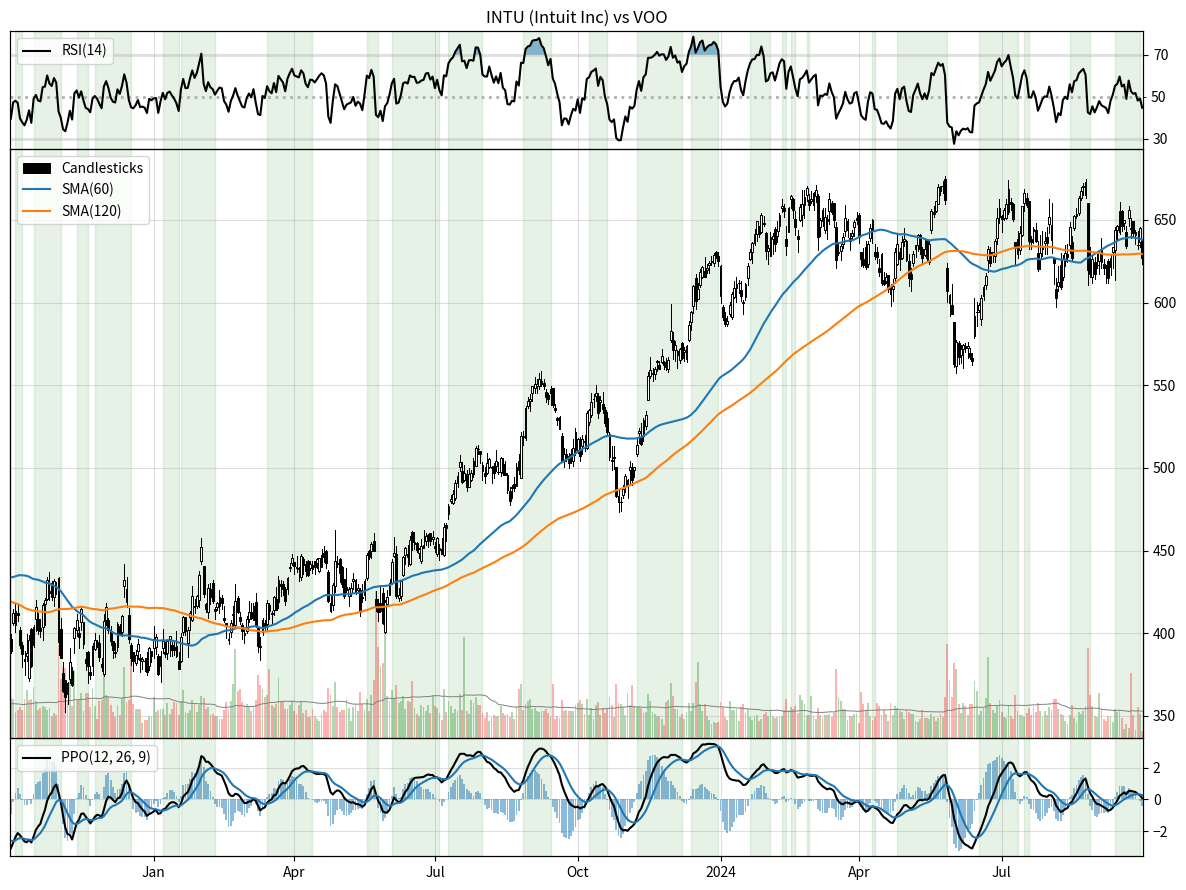 INTU (Intuit Inc) vs VOO
RSI(14)
70
50
30
Candlesticks
SMA(60)
SMA(120)
650
600
550
500
450
400
350
PPO(12, 26, 9)
2
0
−2
Jan Apr Jul Oct 2024 Apr Jul